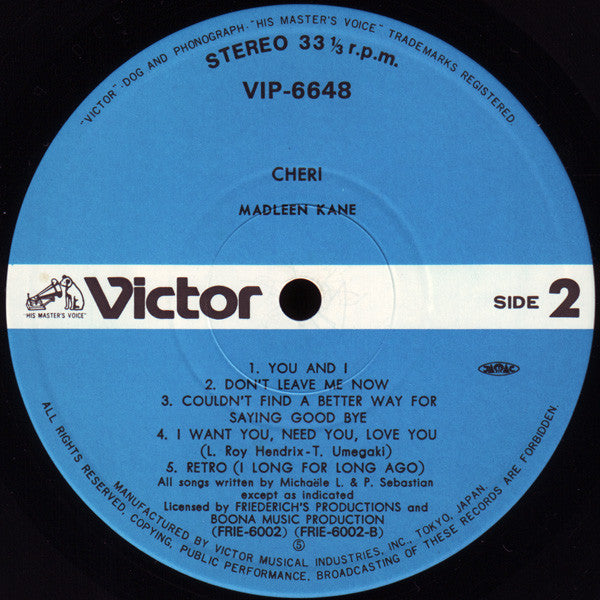 "VICTOR"·DOG AND PHONOGRAPH·"HIS MASTER'S VOICE" TRADEMARKS REGISTERED.
STEREO 33 1/3 r.p.m.
VIP-6648
CHERI
MADLEEN KANE
"HIS MASTER'S VOICE"
Victor
SIDE 2
1. YOU AND I
2. DON'T LEAVE ME NOW
3. COULDN'T FIND A BETTER WAY FOR
SAYING GOOD BYE
4. I WANT YOU, NEED YOU, LOVE YOU
(L. Roy Hendrix-T. Umegaki)
5. RETRO (I LONG FOR LONG AGO)
All songs written by Michaële L. & P. Sebastian
except as indicated
Licensed by FRIEDERICH'S PRODUCTIONS and
BOONA MUSIC PRODUCTION
(FRIE-6002) (FRIE-6002-B)
⑤
MANUFACTURED BY VICTOR MUSICAL INDUSTRIES, INC., TOKYO, JAPAN.
ALL RIGHTS RESERVED, COPYING, PUBLIC PERFORMANCE, BROADCASTING OF THESE RECORDS ARE FORBIDDEN.